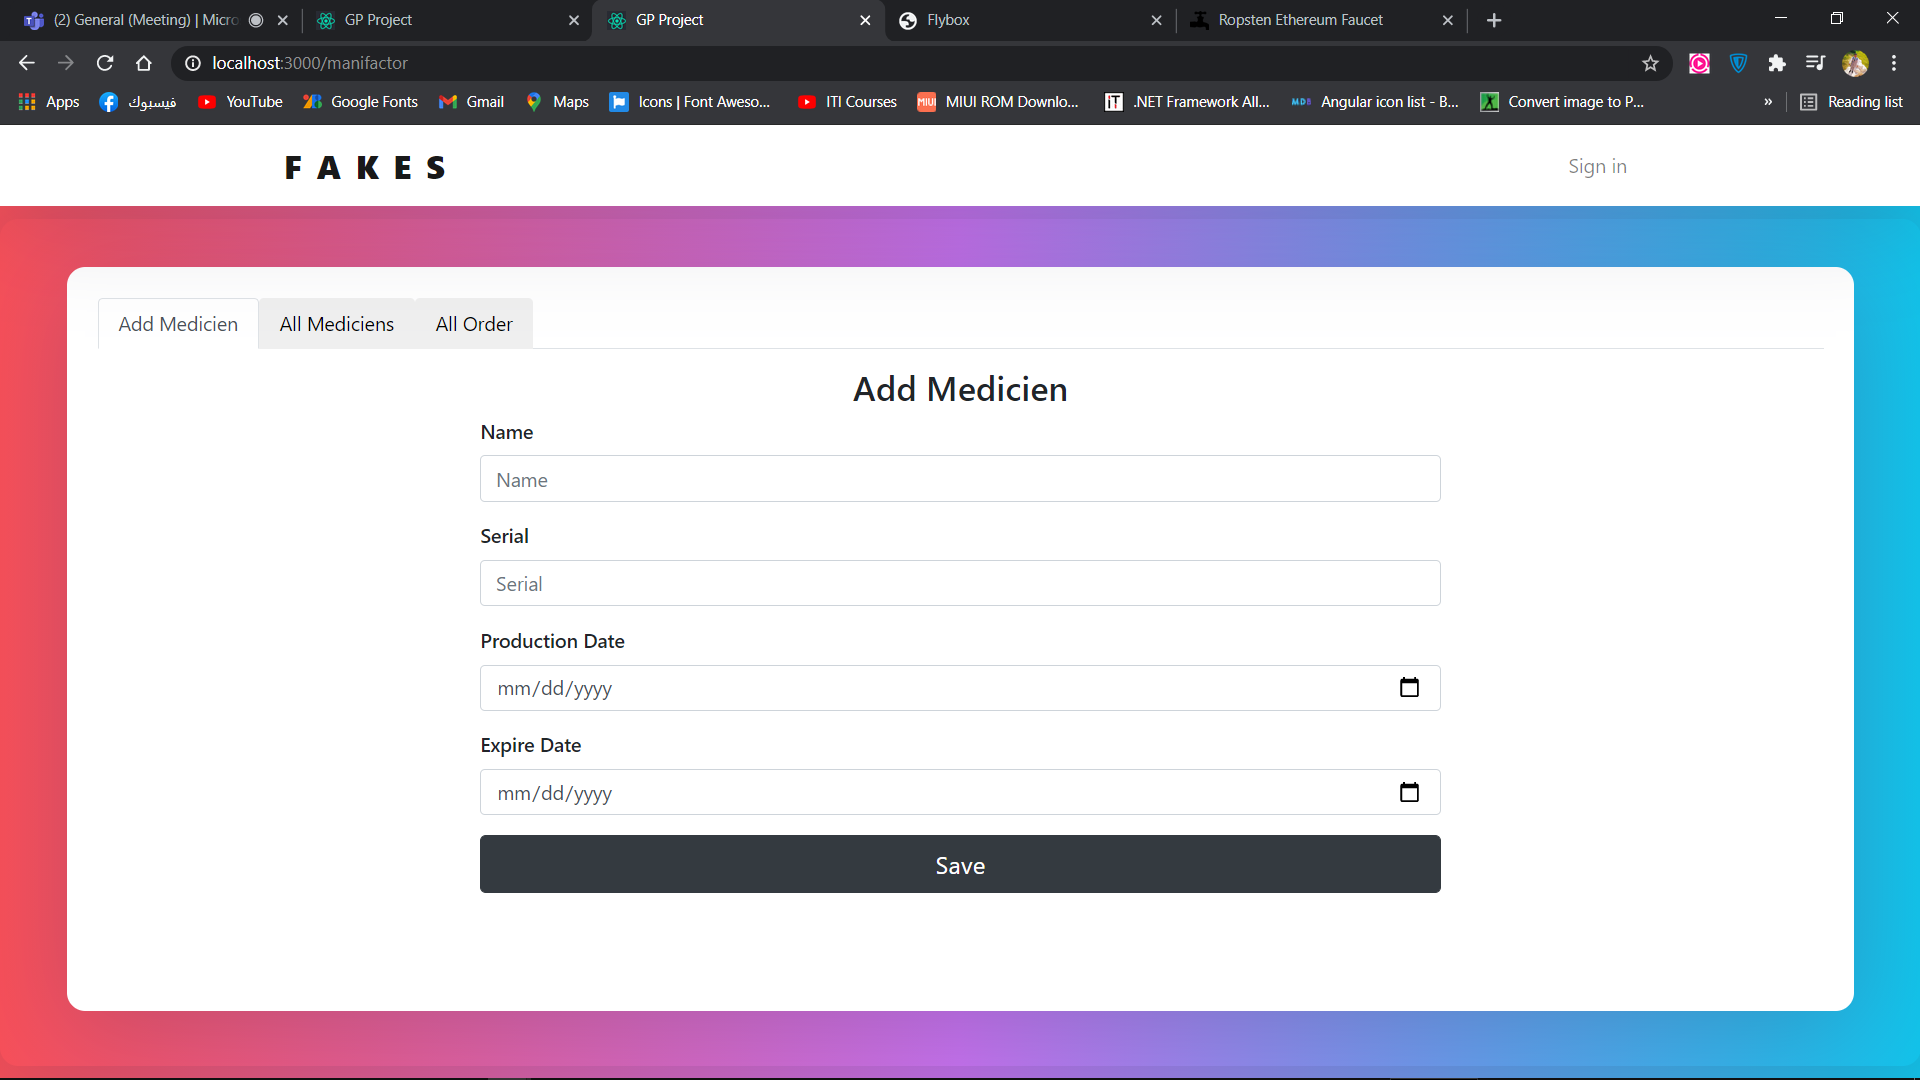 (2) General (Meeting) | Micro
GP Project
GP Project
Flybox
Ropsten Ethereum Faucet
localhost:3000/manifactor
Apps
فيسبوك
YouTube
Google Fonts
Gmail
Maps
Icons | Font Aweso...
ITI Courses
MIUI ROM Downlo...
.NET Framework All...
Angular icon list - B...
Convert image to P...
»
Reading list
FAKES
Sign in
Add Medicien
All Mediciens
All Order
Add Medicien
Name
Name
Serial
Serial
Production Date
mm/dd/yyyy
Expire Date
mm/dd/yyyy
Save